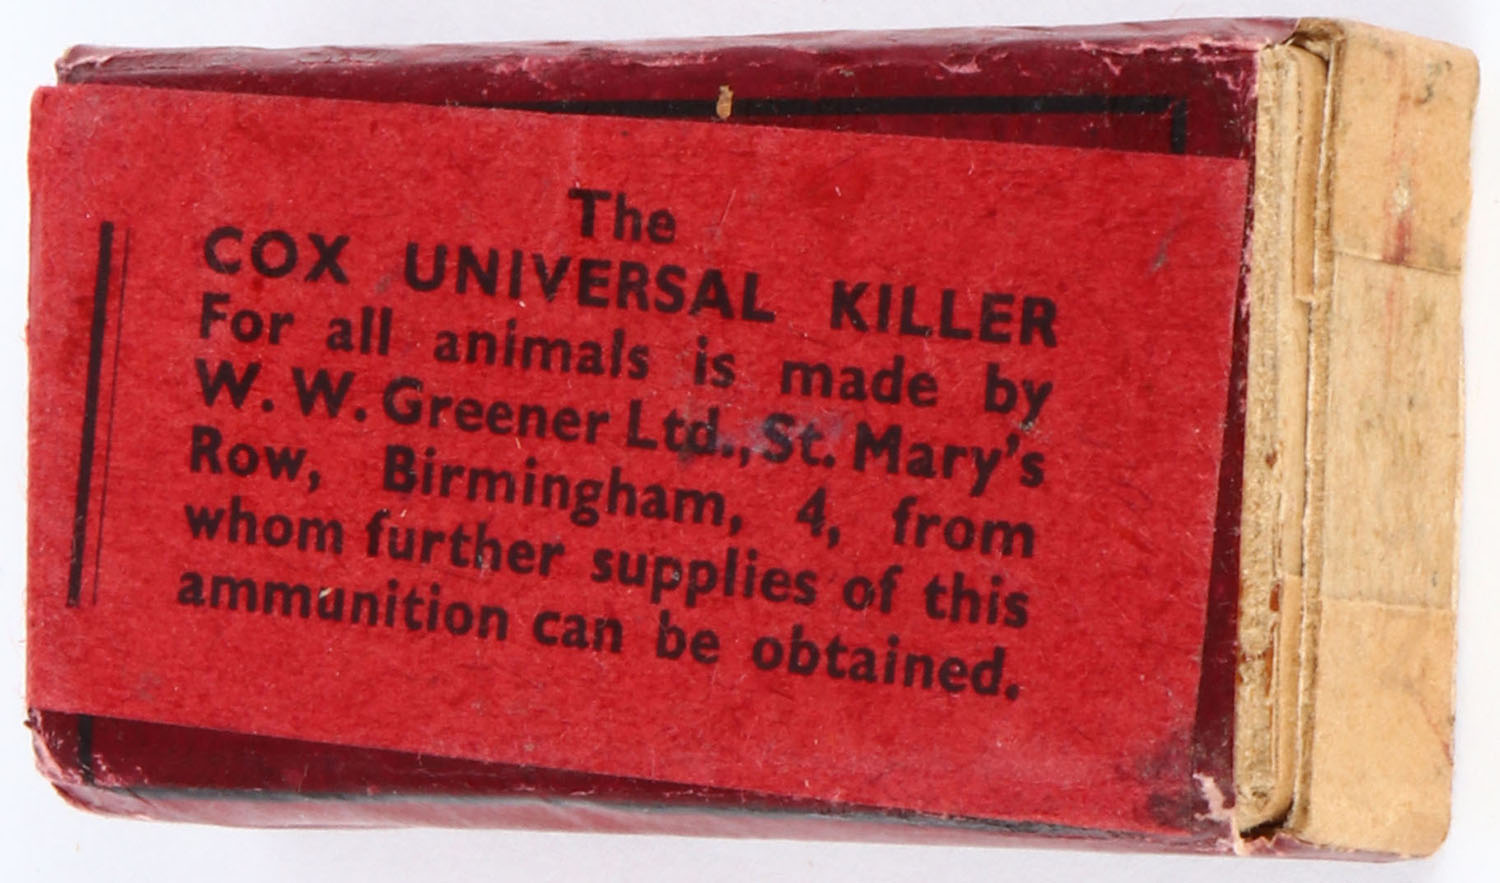 The
COX UNIVERSAL KILLER
For all animals is made by
W. W. Greener Ltd., St. Mary's
Row, Birmingham, 4, from
whom further supplies of this
ammunition can be obtained.
3